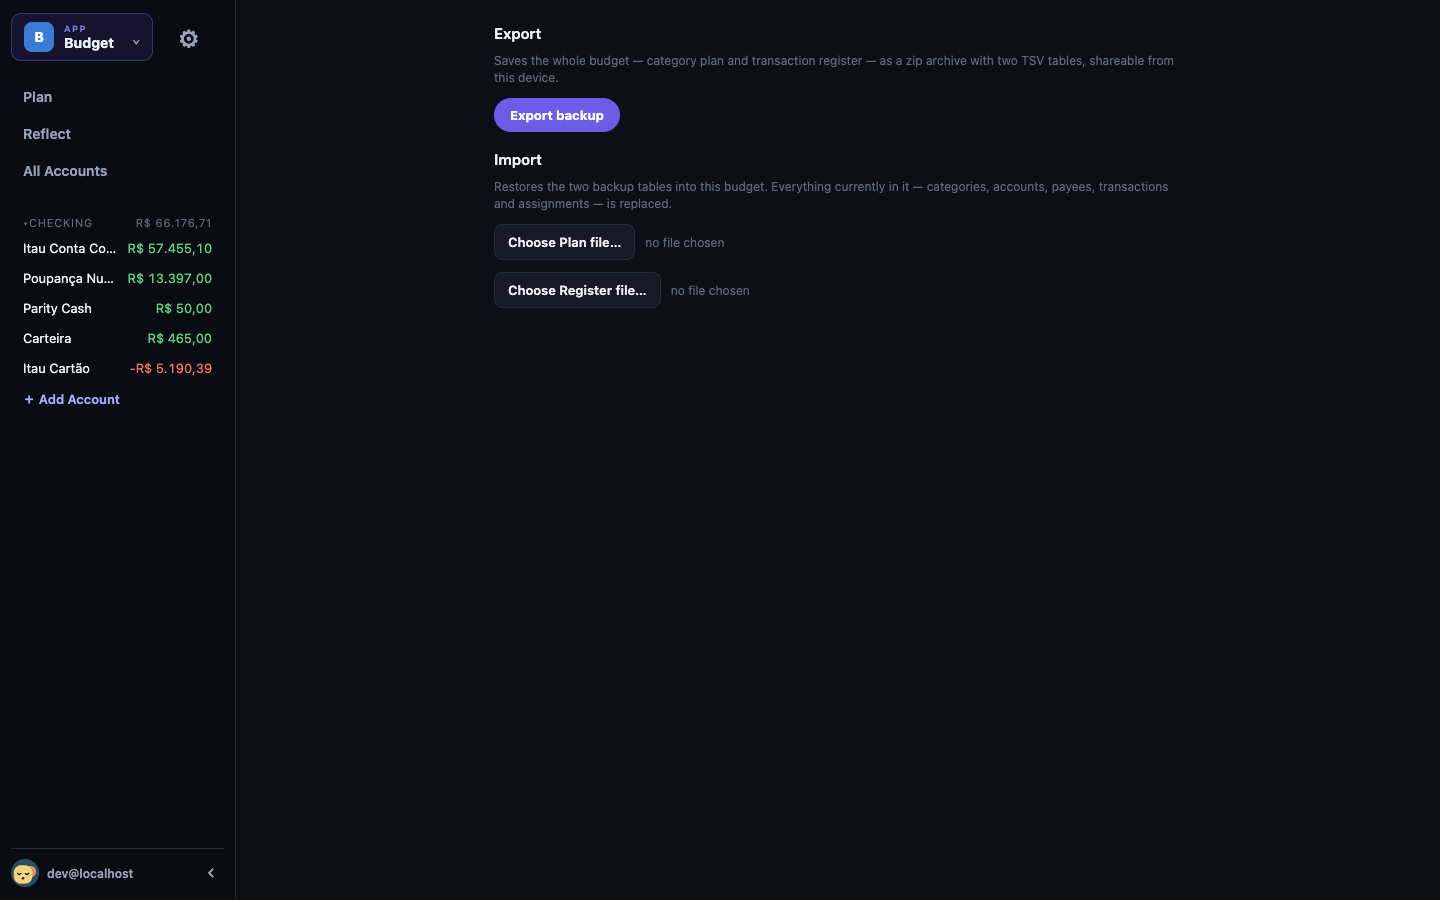 B
APP
Budget
Plan
Reflect
All Accounts
CHECKING R$ 66.176,71
Itau Conta Co... R$ 57.455,10
Poupança Nu... R$ 13.397,00
Parity Cash R$ 50,00
Carteira R$ 465,00
Itau Cartão -R$ 5.190,39
+ Add Account
dev@localhost
Export
Saves the whole budget — category plan and transaction register — as a zip archive with two TSV tables, shareable from
this device.
Export backup
Import
Restores the two backup tables into this budget. Everything currently in it — categories, accounts, payees, transactions
and assignments — is replaced.
Choose Plan file... no file chosen
Choose Register file... no file chosen